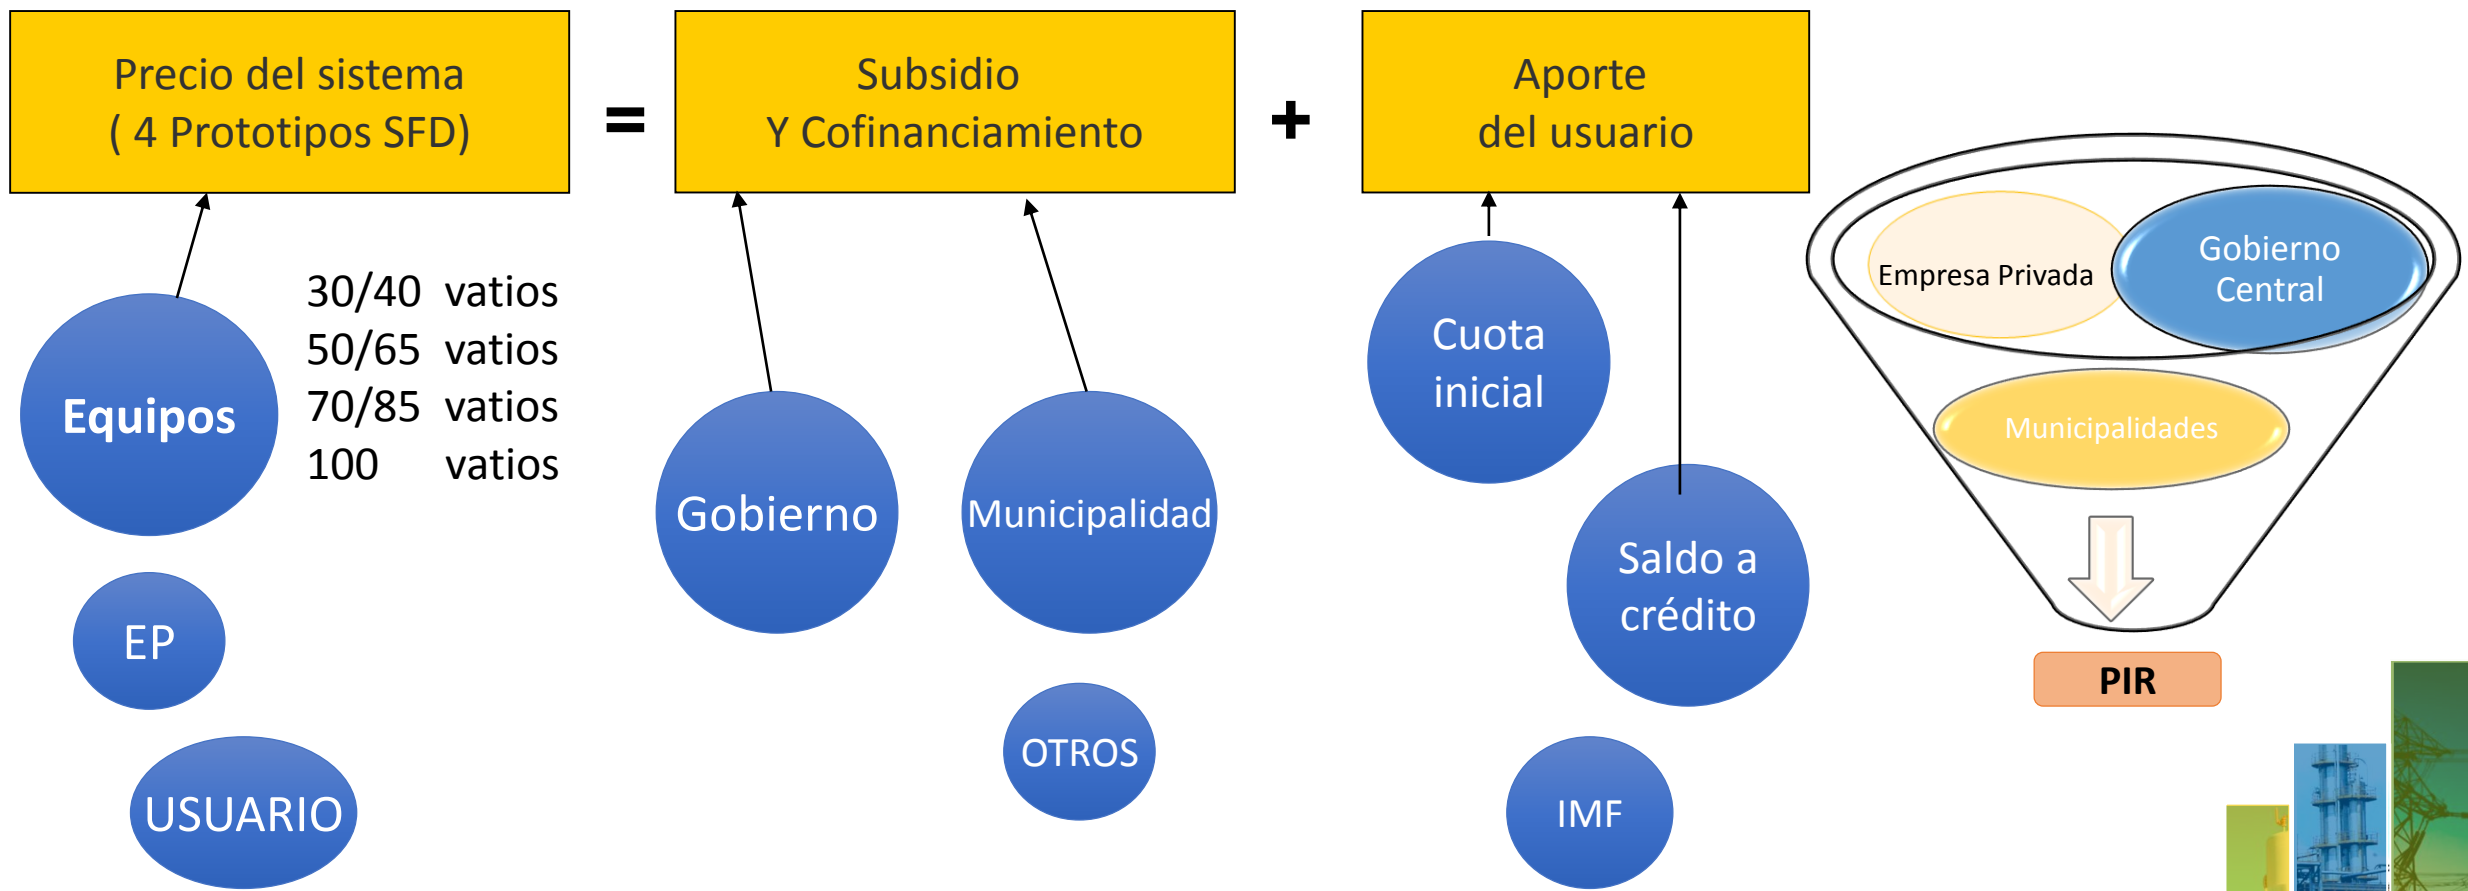 Precio del sistema
( 4 Prototipos SFD)
=
Subsidio
Y Cofinanciamiento
+
Aporte
del usuario
Equipos
30/40 vatios
50/65 vatios
70/85 vatios
100 vatios
EP
USUARIO
Gobierno
Municipalidad
OTROS
Cuota
inicial
Saldo a
crédito
IMF
Empresa Privada
Gobierno
Central
Municipalidades
PIR